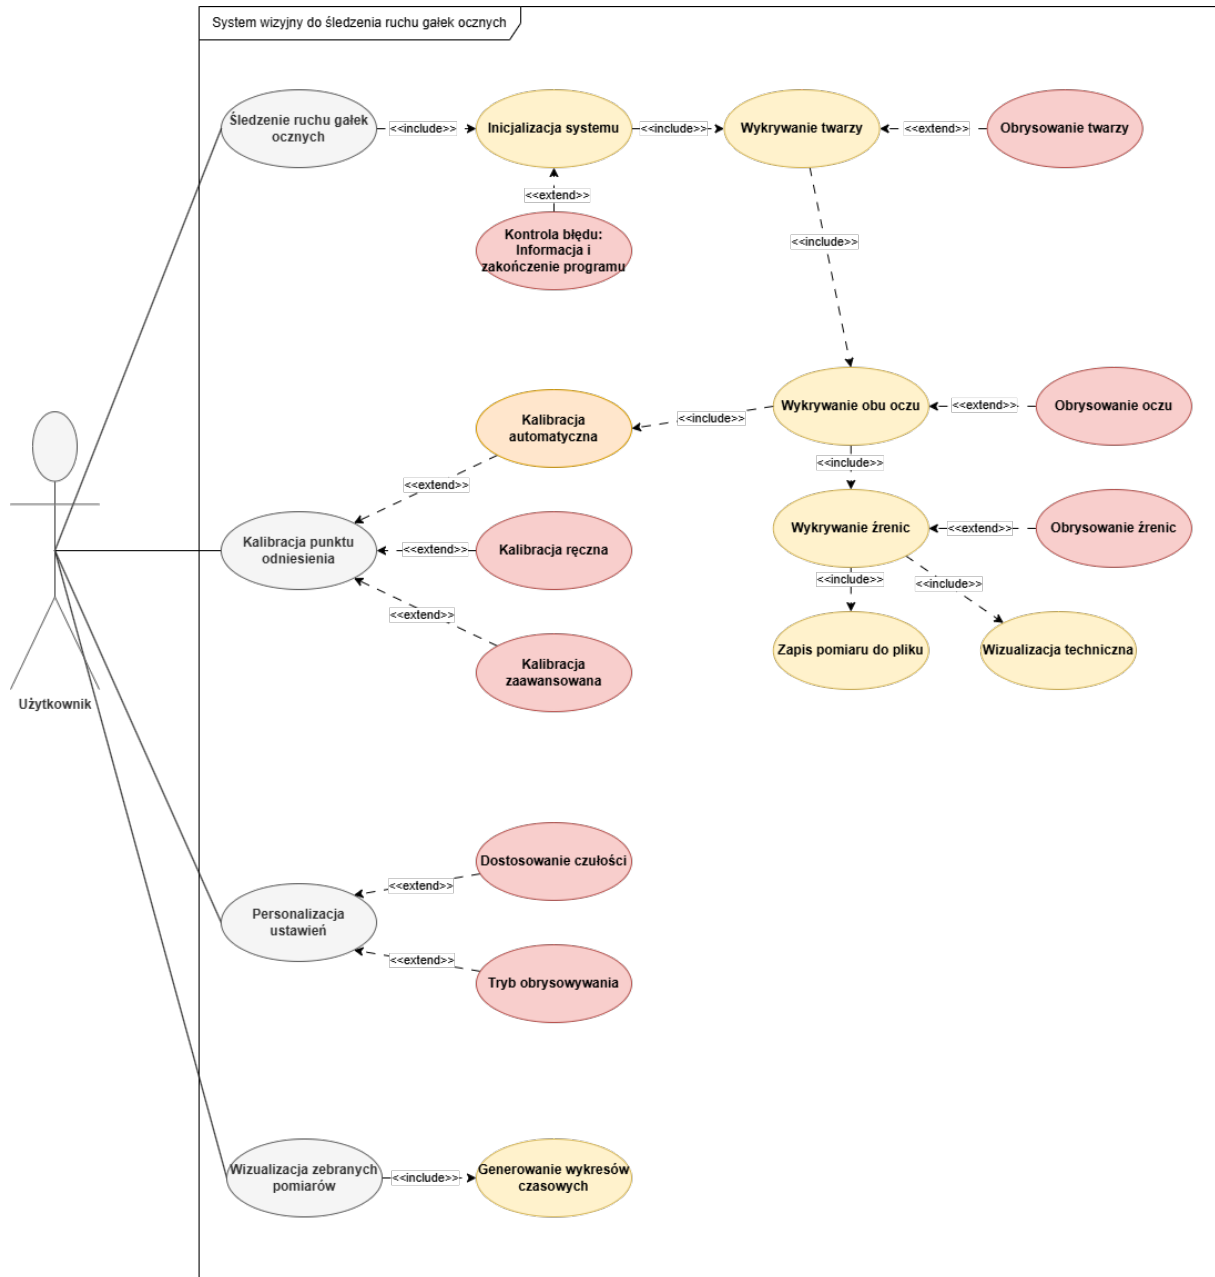 System wizyjny do śledzenia ruchu gałek ocznych
Śledzenie ruchu gałek
ocznych
<<include>>
Inicjalizacja systemu
<<include>>
Wykrywanie twarzy
<<extend>>
Obrysowanie twarzy
<<extend>>
Kontrola błędu:
Informacja i
zakończenie programu
<<include>>
Kalibracja
automatyczna
<<include>>
Wykrywanie obu oczu
<<extend>>
Obrysowanie oczu
<<include>>
<<extend>>
Wykrywanie źrenic
<<extend>>
Obrysowanie źrenic
Kalibracja punktu
odniesienia
<<extend>>
Kalibracja ręczna
<<include>>
<<include>>
<<extend>>
Kalibracja
zaawansowana
Zapis pomiaru do pliku
Wizualizacja techniczna
Użytkownik
Dostosowanie czułości
<<extend>>
Personalizacja
ustawień
<<extend>>
Tryb obrysowywania
Wizualizacja zebranych
pomiarów
<<include>>
Generowanie wykresów
czasowych